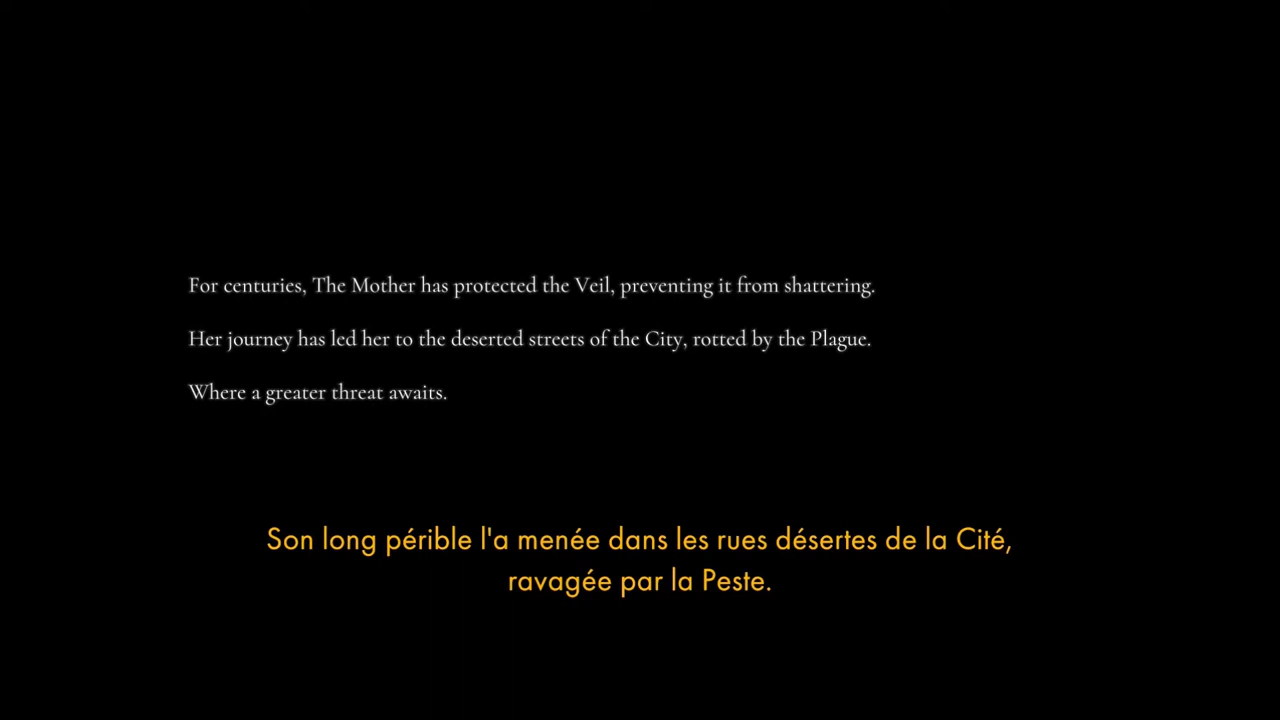 For centuries, The Mother has protected the Veil, preventing it from shattering.
Her journey has led her to the deserted streets of the City, rotted by the Plague.
Where a greater threat awaits.
Son long périble l'a menée dans les rues désertes de la Cité,
ravagée par la Peste.